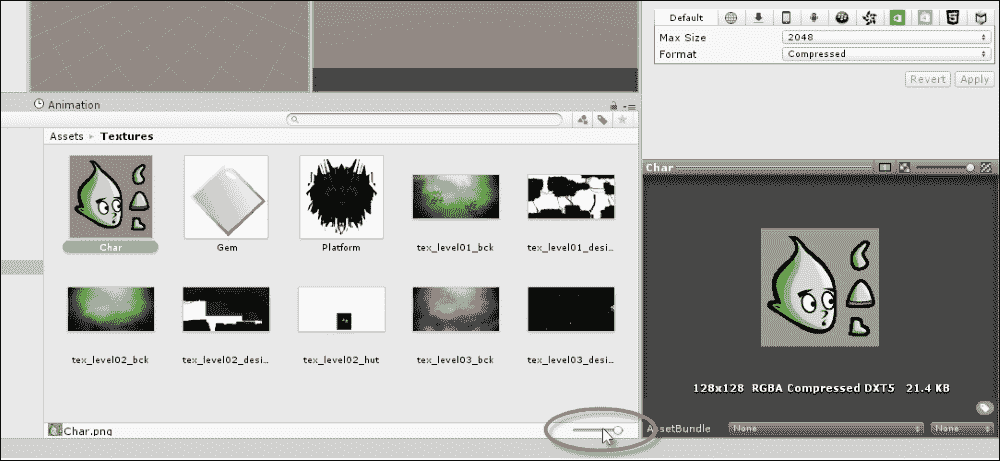 Default
Max Size 2048
Format Compressed
Revert Apply
Animation
Assets Textures
Char Gem Platform tex_level01_bck tex_level01_desi...
tex_level02_bck tex_level02_desi... tex_level02_hut tex_level03_bck tex_level03_desi...
Char.png
Char
128x128 RGBA Compressed DXT5 21.4 KB
AssetBundle None None